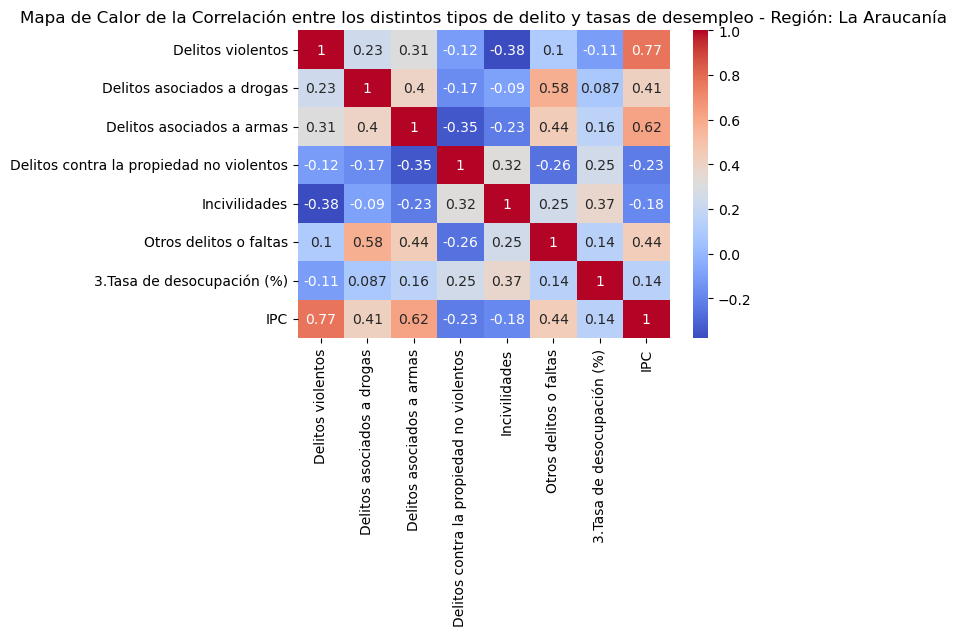 Mapa de Calor de la Correlación entre los distintos tipos de delito y tasas de desempleo - Región: La Araucanía
Delitos violentos 1 0.23 0.31 -0.12 -0.38 0.1 -0.11 0.77
Delitos asociados a drogas 0.23 1 0.4 -0.17 -0.09 0.58 0.087 0.41
Delitos asociados a armas 0.31 0.4 1 -0.35 -0.23 0.44 0.16 0.62
Delitos contra la propiedad no violentos -0.12 -0.17 -0.35 1 0.32 -0.26 0.25 -0.23
Incivilidades -0.38 -0.09 -0.23 0.32 1 0.25 0.37 -0.18
Otros delitos o faltas 0.1 0.58 0.44 -0.26 0.25 1 0.14 0.44
3.Tasa de desocupación (%) -0.11 0.087 0.16 0.25 0.37 0.14 1 0.14
IPC 0.77 0.41 0.62 -0.23 -0.18 0.44 0.14 1
Delitos violentos
Delitos asociados a drogas
Delitos asociados a armas
Delitos contra la propiedad no violentos
Incivilidades
Otros delitos o faltas
3.Tasa de desocupación (%)
IPC
1.0
0.8
0.6
0.4
0.2
0.0
−0.2